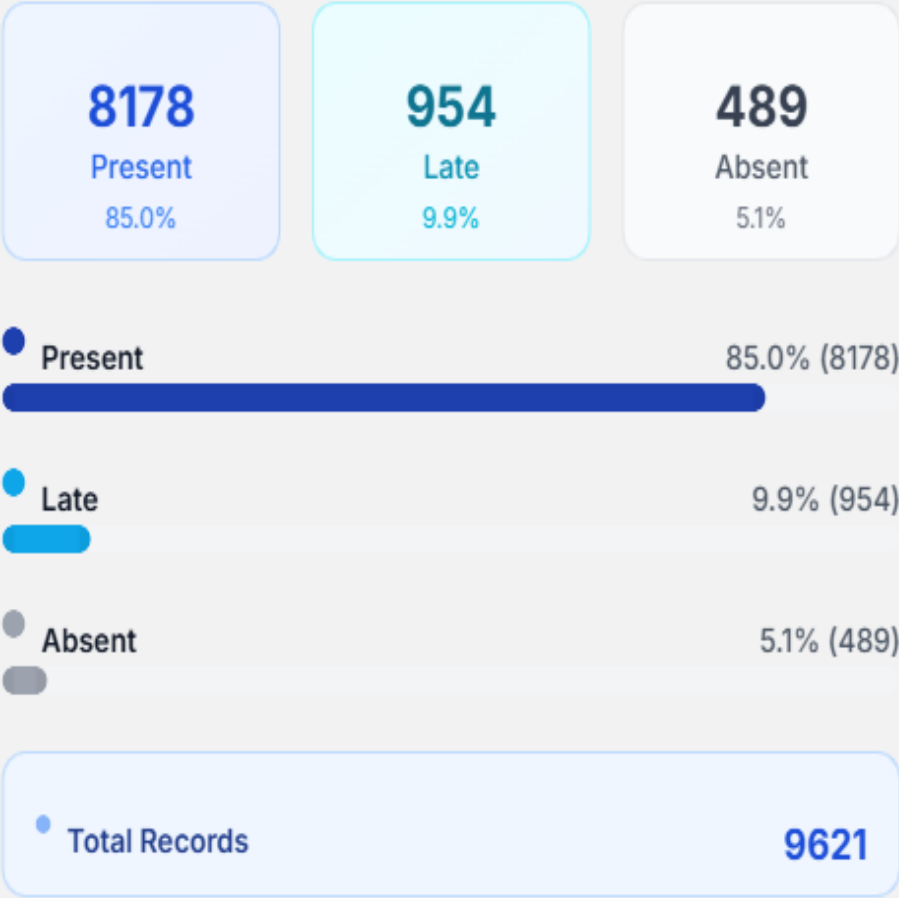 8178 954 489
Present Late Absent
85.0% 9.9% 5.1%
Present 85.0% (8178)
Late 9.9% (954)
Absent 5.1% (489)
Total Records 9621